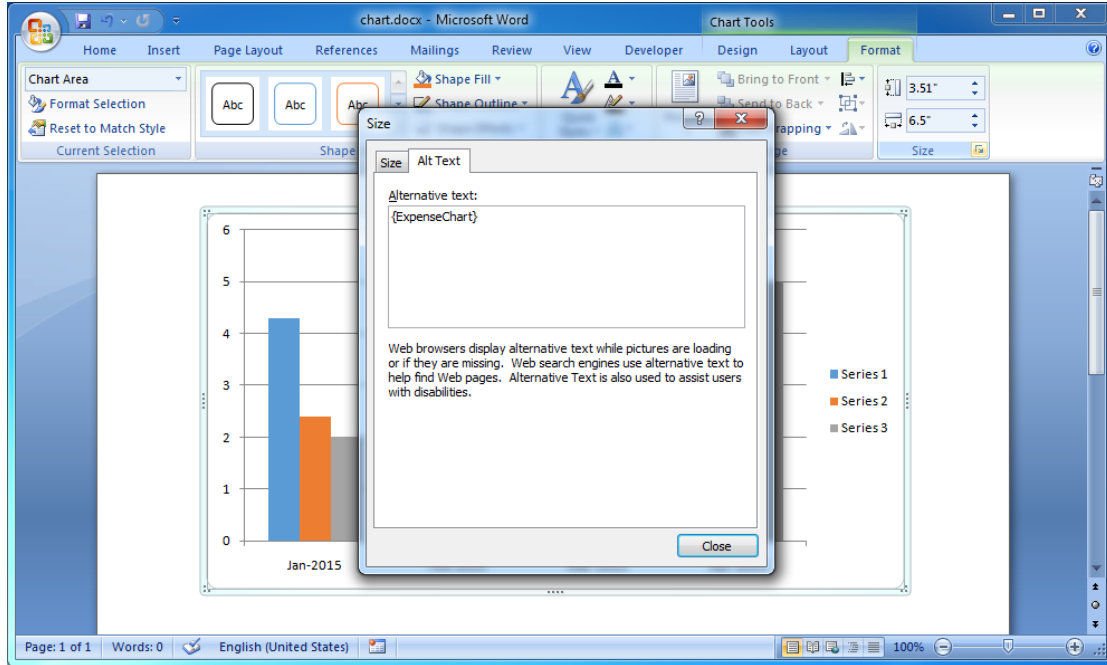 chart.docx - Microsoft Word
Chart Tools
Home Insert Page Layout References Mailings Review View Developer Design Layout Format
Chart Area
Format Selection
Reset to Match Style
Current Selection
Abc Abc Abc
Shape Fill
Shape Outline
Shape
Bring to Front
Send to Back
rapping
3.51"
6.5"
Size
Size
Size Alt Text
Alternative text:
{ExpenseChart}
Web browsers display alternative text while pictures are loading
or if they are missing. Web search engines use alternative text to
help find Web pages. Alternative Text is also used to assist users
with disabilities.
Close
6
5
4
3
2
1
0
Jan-2015
Series 1
Series 2
Series 3
Page: 1 of 1 Words: 0 English (United States) 100%